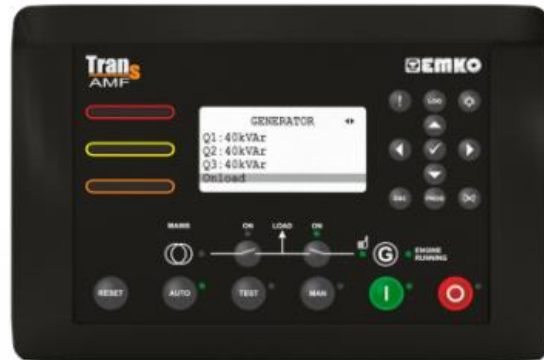 Trans
AMF
EMKO
GENERATOR
Q1:40kVAr
Q2:40kVAr
Q3:40kVAr
Onload
! LOG
ESC PROG
MAINS ON LOAD ON
G ENGINE RUNNING
RESET AUTO TEST MAN I O